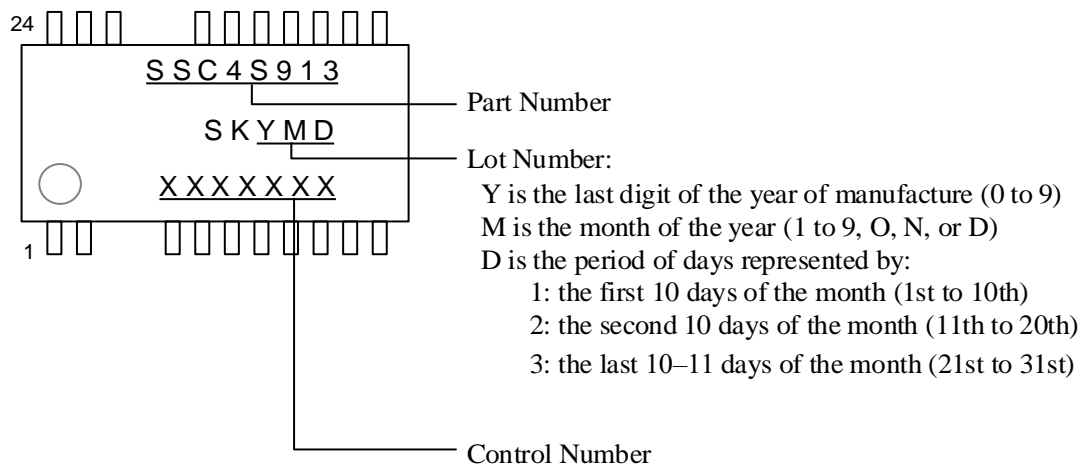 24
SSC4S913
Part Number
SKYMD
Lot Number:
Y is the last digit of the year of manufacture (0 to 9)
XXXXXXX
M is the month of the year (1 to 9, O, N, or D)
1
D is the period of days represented by:
1: the first 10 days of the month (1st to 10th)
2: the second 10 days of the month (11th to 20th)
3: the last 10–11 days of the month (21st to 31st)
Control Number